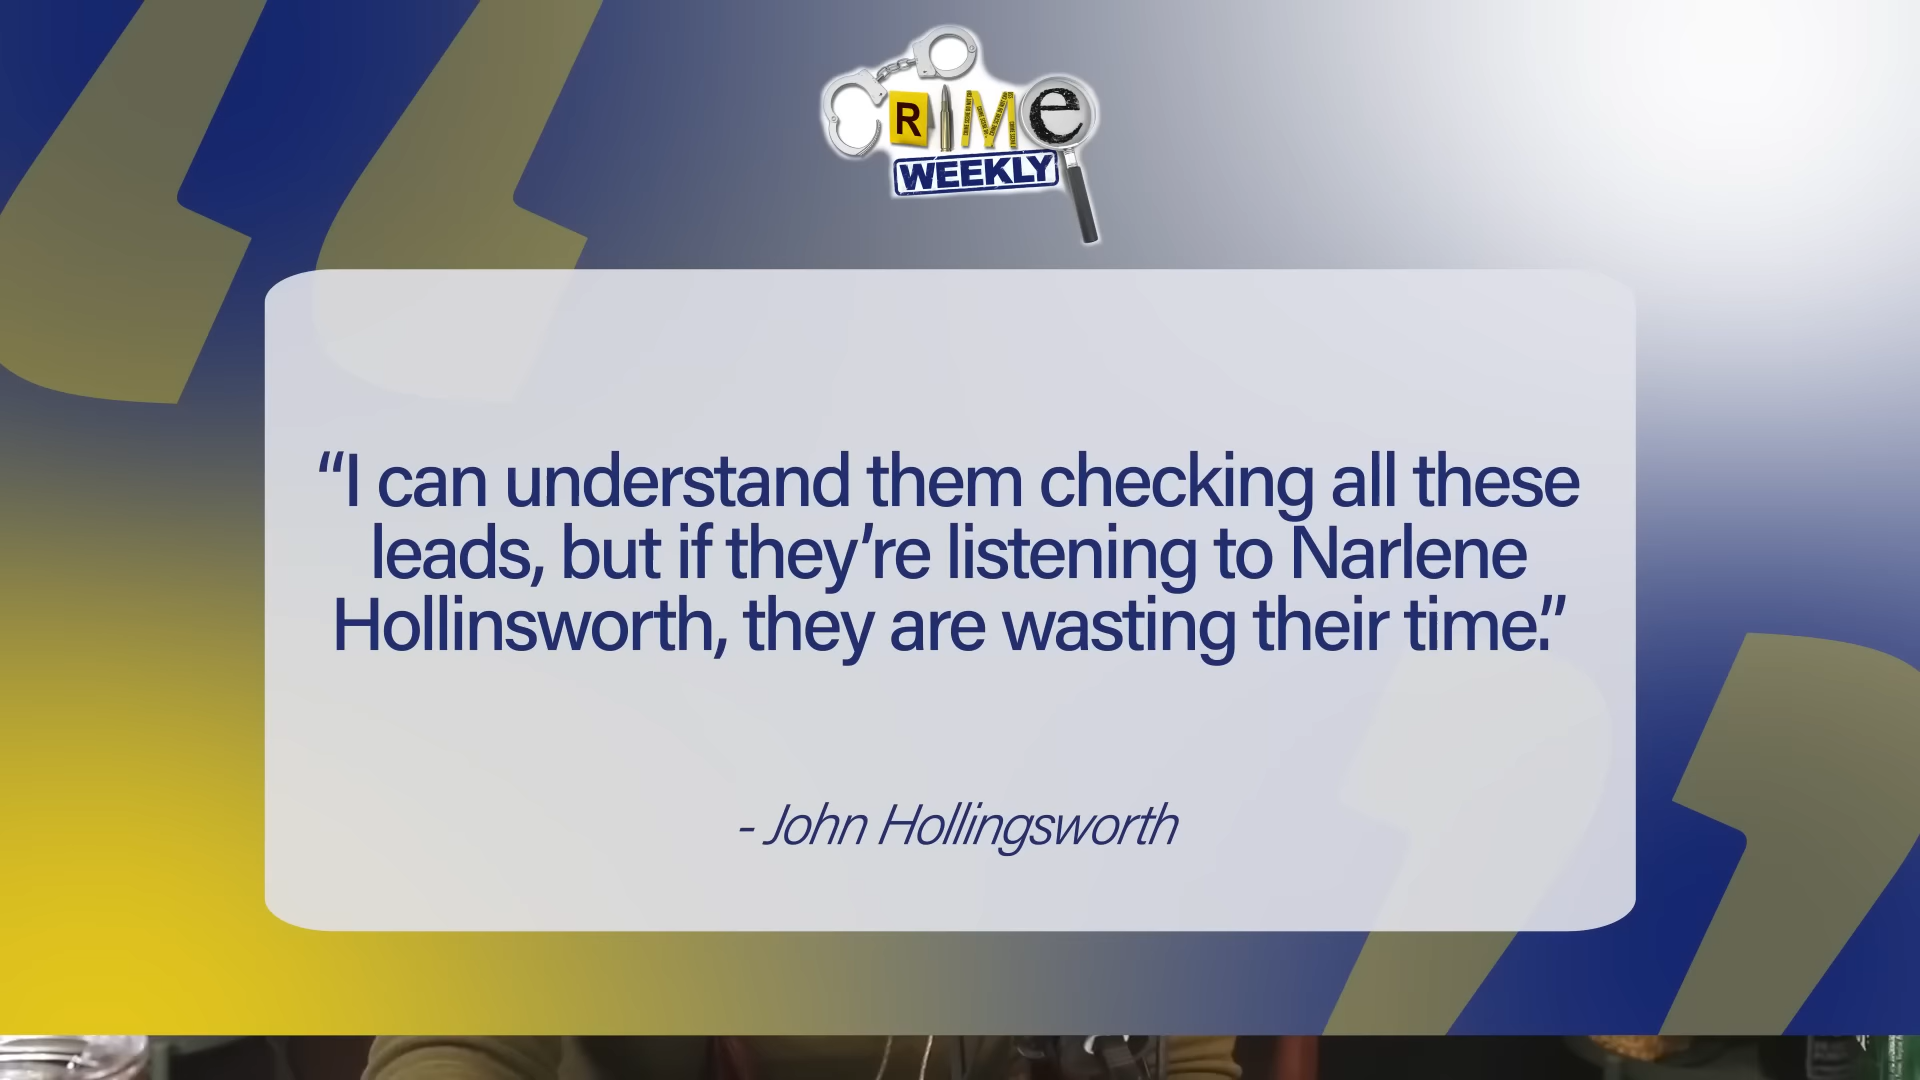 CRIMe
WEEKLY
“I can understand them checking all these
leads, but if they’re listening to Narlene
Hollinsworth, they are wasting their time.”
- John Hollingsworth